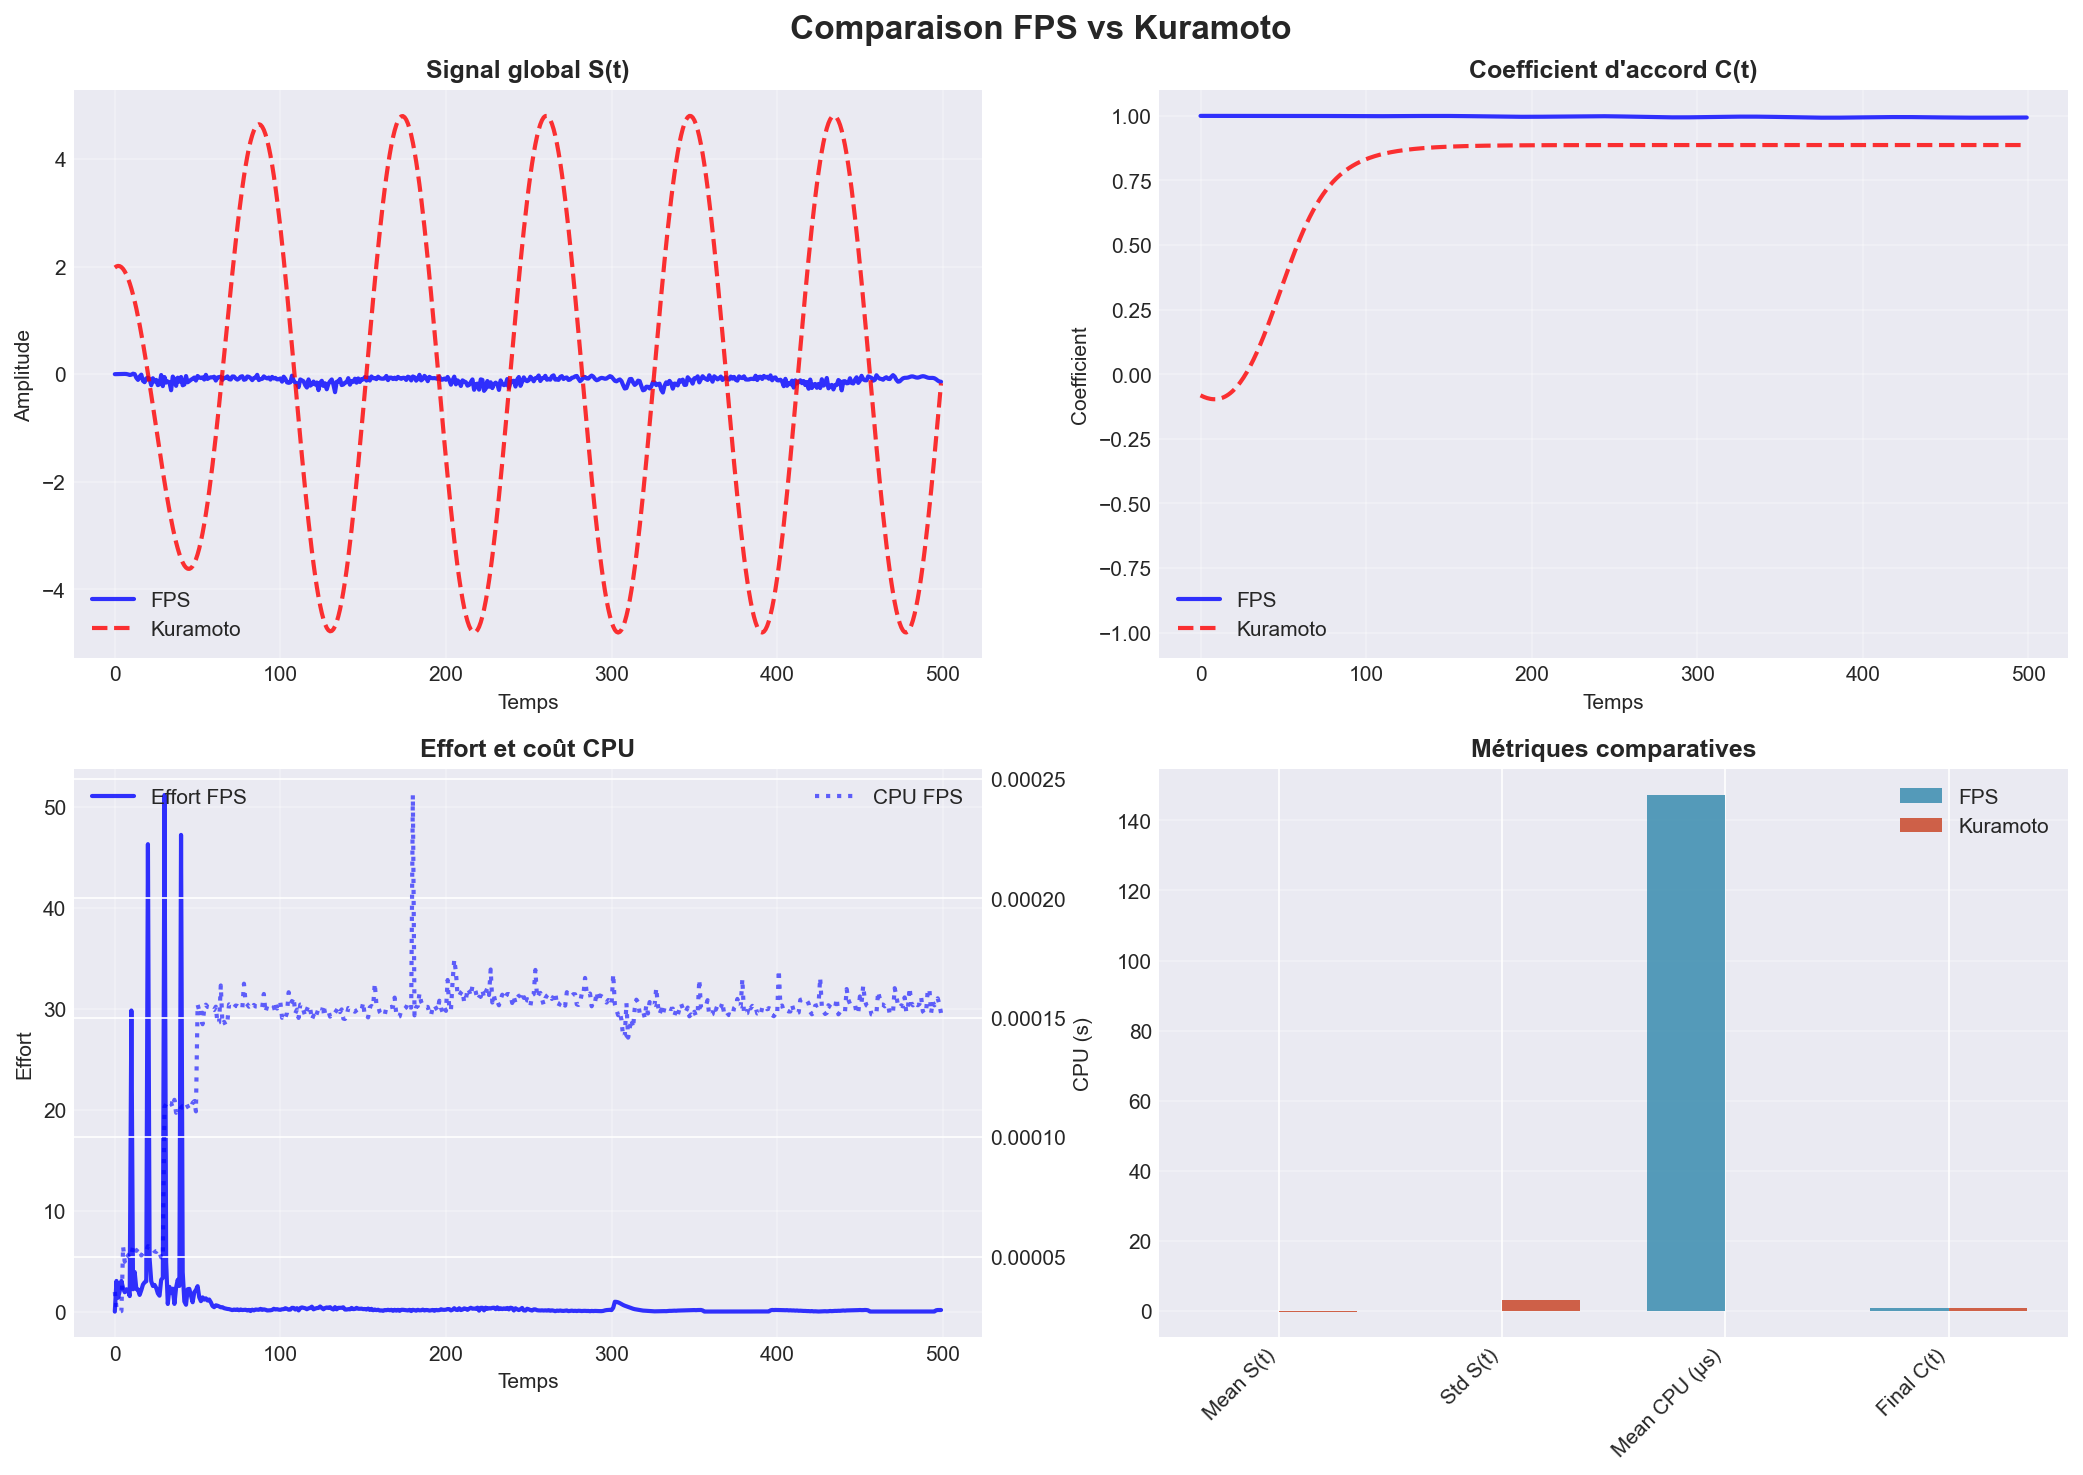 Comparaison FPS vs Kuramoto
Signal global S(t)
Amplitude
4
2
0
−2
−4
FPS
Kuramoto
0 100 200 300 400 500
Temps
Coefficient d'accord C(t)
Coefficient
1.00
0.75
0.50
0.25
0.00
−0.25
−0.50
−0.75
−1.00
FPS
Kuramoto
0 100 200 300 400 500
Temps
Effort et coût CPU
Effort
50
40
30
20
10
0
Effort FPS
CPU FPS
0.00025
0.00020
0.00015
0.00010
0.00005
CPU (s)
0 100 200 300 400 500
Temps
Métriques comparatives
140
120
100
80
60
40
20
0
FPS
Kuramoto
Mean S(t)
Std S(t)
Mean CPU (µs)
Final C(t)